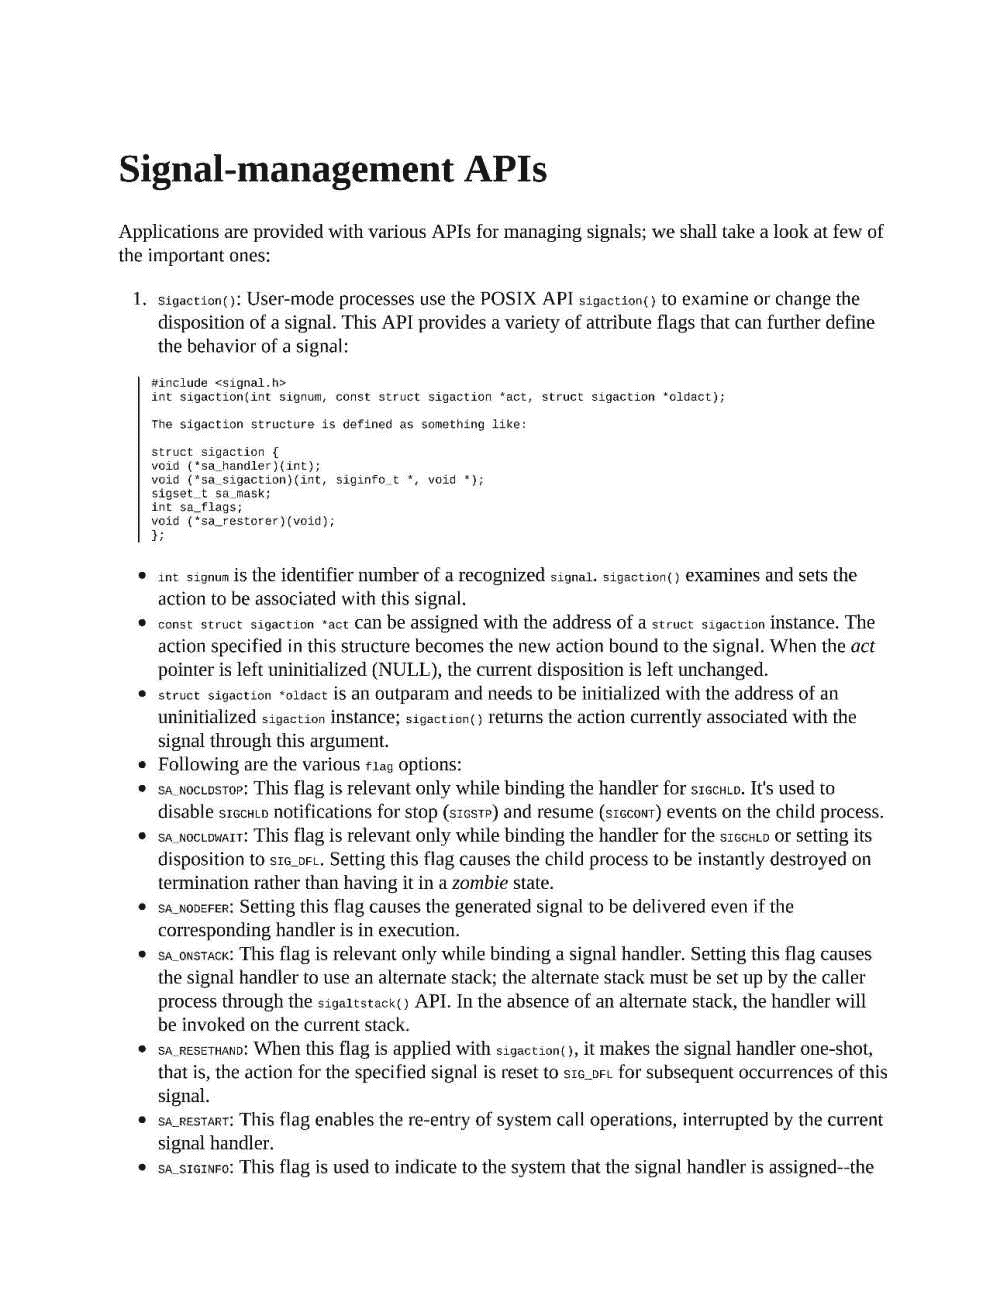 Signal-management APIs
Applications are provided with various APIs for managing signals; we shall take a look at few of
the important ones:
1. Sigaction(): User-mode processes use the POSIX API sigaction() to examine or change the
disposition of a signal. This API provides a variety of attribute flags that can further define
the behavior of a signal:
#include <signal.h>
int sigaction(int signum, const struct sigaction *act, struct sigaction *oldact);
The sigaction structure is defined as something like:
struct sigaction {
void (*sa_handler)(int);
void (*sa_sigaction)(int, siginfo_t *, void *);
sigset_t sa_mask;
int sa_flags;
void (*sa_restorer)(void);
};
• int signum is the identifier number of a recognized signal. sigaction() examines and sets the
action to be associated with this signal.
• const struct sigaction *act can be assigned with the address of a struct sigaction instance. The
action specified in this structure becomes the new action bound to the signal. When the act
pointer is left uninitialized (NULL), the current disposition is left unchanged.
• struct sigaction *oldact is an outparam and needs to be initialized with the address of an
uninitialized sigaction instance; sigaction() returns the action currently associated with the
signal through this argument.
• Following are the various flag options:
• SA_NOCLDSTOP: This flag is relevant only while binding the handler for SIGCHLD. It's used to
disable SIGCHLD notifications for stop (SIGSTP) and resume (SIGCONT) events on the child process.
• SA_NOCLDWAIT: This flag is relevant only while binding the handler for the SIGCHLD or setting its
disposition to SIG_DFL. Setting this flag causes the child process to be instantly destroyed on
termination rather than having it in a zombie state.
• SA_NODEFER: Setting this flag causes the generated signal to be delivered even if the
corresponding handler is in execution.
• SA_ONSTACK: This flag is relevant only while binding a signal handler. Setting this flag causes
the signal handler to use an alternate stack; the alternate stack must be set up by the caller
process through the sigaltstack() API. In the absence of an alternate stack, the handler will
be invoked on the current stack.
• SA_RESETHAND: When this flag is applied with sigaction(), it makes the signal handler one-shot,
that is, the action for the specified signal is reset to SIG_DFL for subsequent occurrences of this
signal.
• SA_RESTART: This flag enables the re-entry of system call operations, interrupted by the current
signal handler.
• SA_SIGINFO: This flag is used to indicate to the system that the signal handler is assigned--the